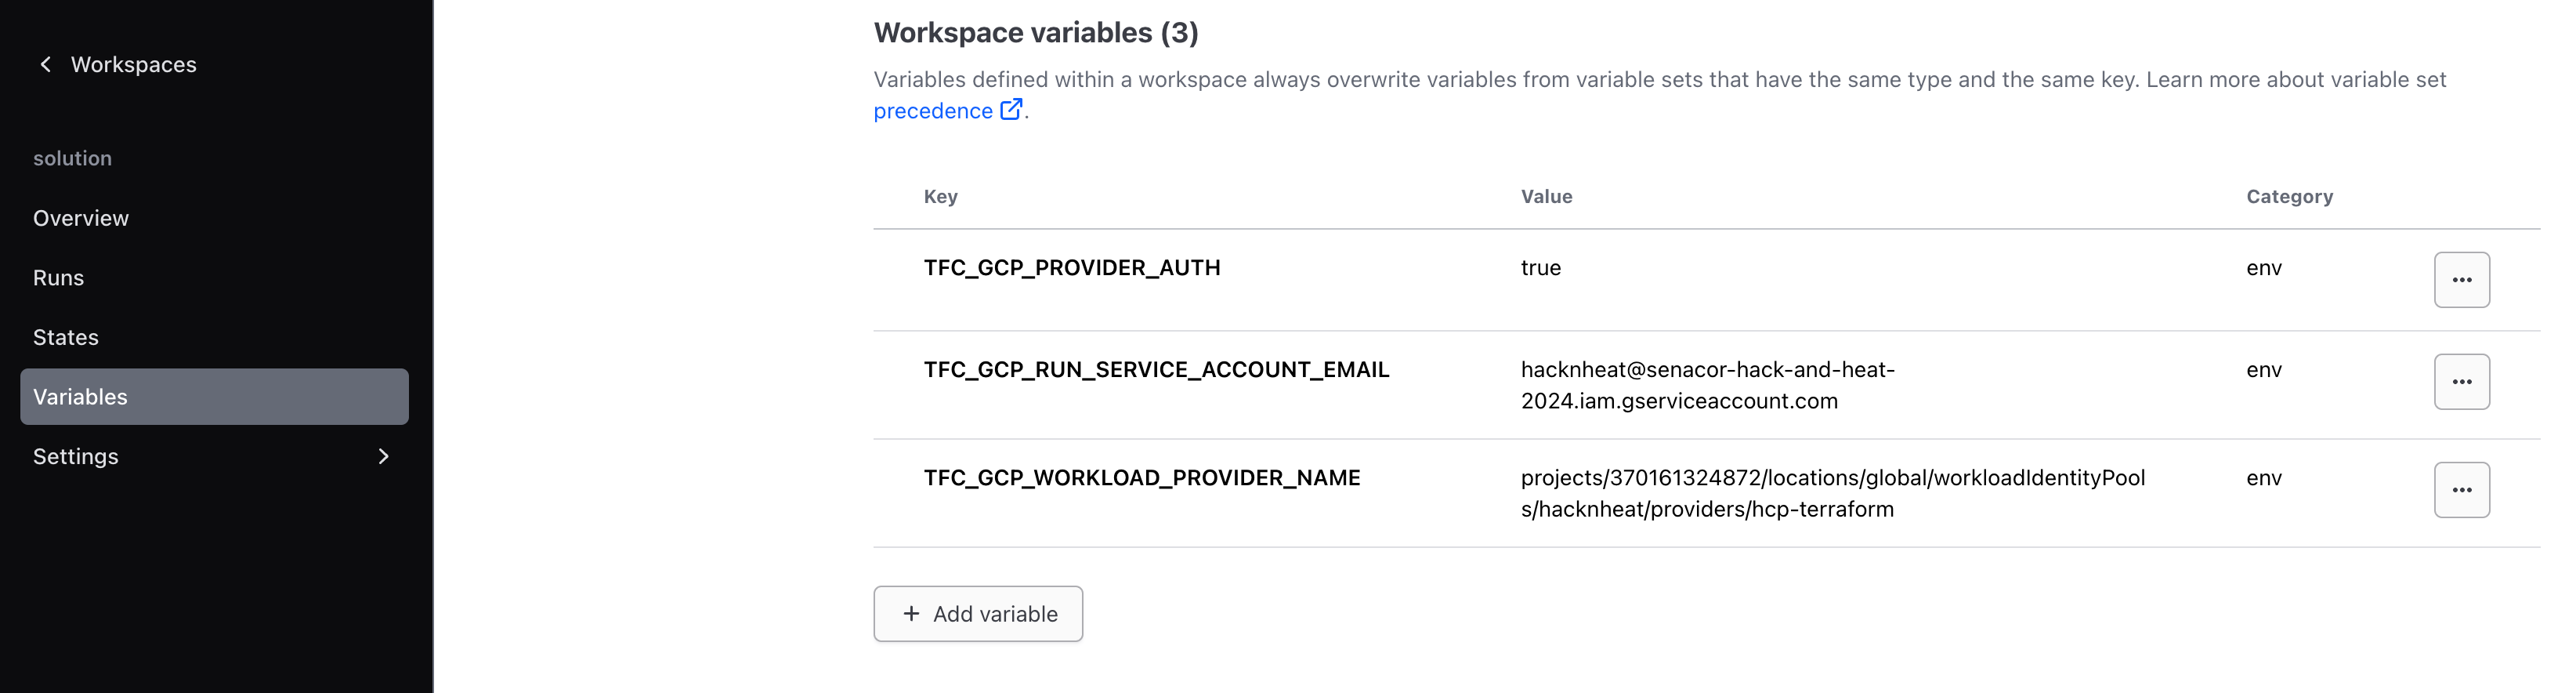 Workspaces
solution
Overview
Runs
States
Variables
Settings
Workspace variables (3)
Variables defined within a workspace always overwrite variables from variable sets that have the same type and the same key. Learn more about variable set
precedence .
Key Value Category
TFC_GCP_PROVIDER_AUTH true env
TFC_GCP_RUN_SERVICE_ACCOUNT_EMAIL hacknheat@senacor-hack-and-heat- env
2024.iam.gserviceaccount.com
TFC_GCP_WORKLOAD_PROVIDER_NAME projects/370161324872/locations/global/workloadIdentityPool env
s/hacknheat/providers/hcp-terraform
+ Add variable